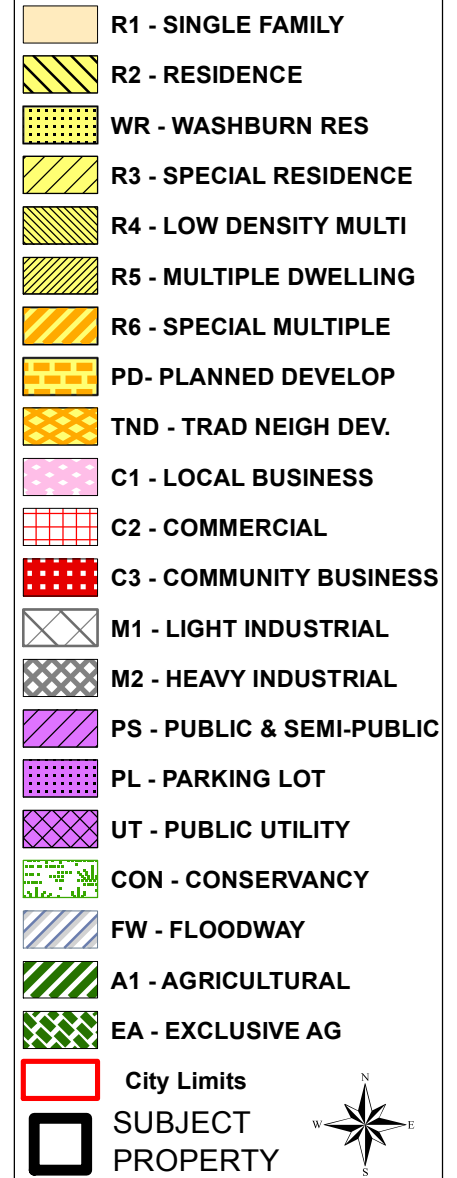 R1 - SINGLE FAMILY
R2 - RESIDENCE
WR - WASHBURN RES
R3 - SPECIAL RESIDENCE
R4 - LOW DENSITY MULTI
R5 - MULTIPLE DWELLING
R6 - SPECIAL MULTIPLE
PD- PLANNED DEVELOP
TND - TRAD NEIGH DEV.
C1 - LOCAL BUSINESS
C2 - COMMERCIAL
C3 - COMMUNITY BUSINESS
M1 - LIGHT INDUSTRIAL
M2 - HEAVY INDUSTRIAL
PS - PUBLIC & SEMI-PUBLIC
PL - PARKING LOT
UT - PUBLIC UTILITY
CON - CONSERVANCY
FW - FLOODWAY
A1 - AGRICULTURAL
EA - EXCLUSIVE AG
City Limits
SUBJECT
PROPERTY
N
W E
S